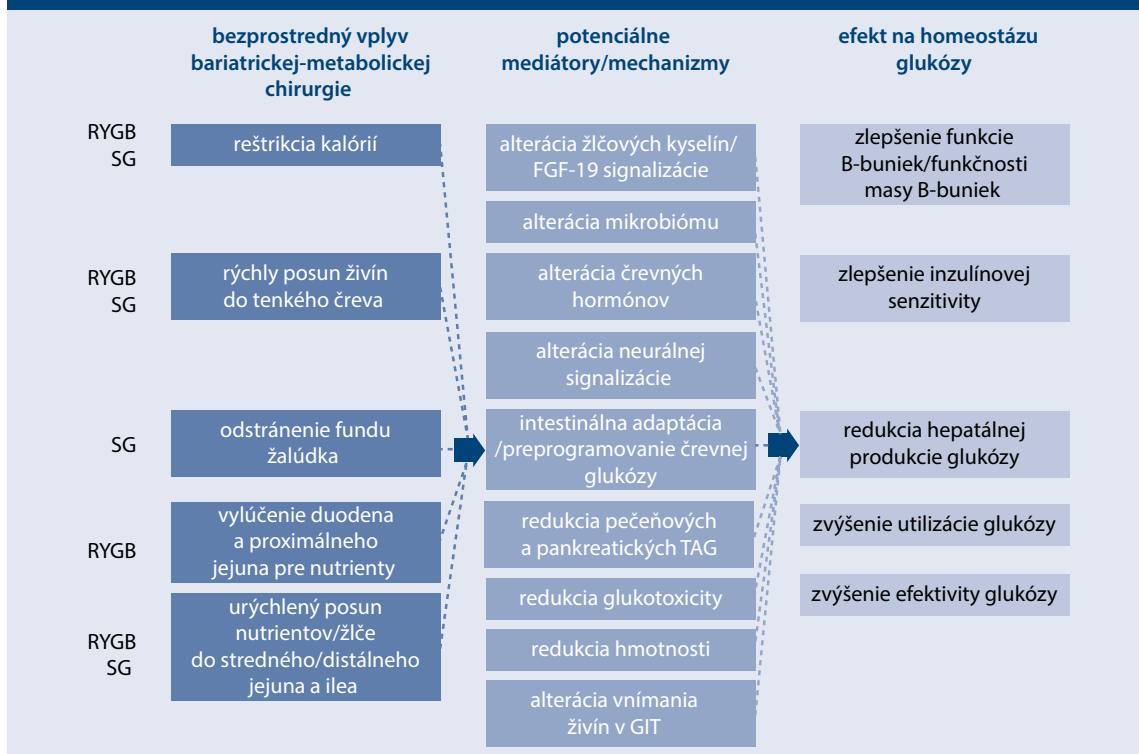 bezprostredný vplyv
bariatrickej-metabolickej
chirurgie
potenciálne
mediátory/mechanizmy
efekt na homeostázu
glukózy
RYGB
SG
reštrikcia kalórií
RYGB
SG
rýchly posun živín
do tenkého čreva
SG
odstránenie fundu
žalúdka
RYGB
vylúčenie duodena
a proximálneho
jejuna pre nutrienty
RYGB
SG
urýchlený posun
nutrientov/žlče
do stredného/distálneho
jejuna a ilea
alterácia žlčových kyselín/
FGF-19 signalizácie
alterácia mikrobiómu
alterácia črevných
hormónov
alterácia neurálnej
signalizácie
intestinálna adaptácia
/preprogramovanie črevnej
glukózy
redukcia pečeňových
a pankreatických TAG
redukcia glukotoxicity
redukcia hmotnosti
alterácia vnímania
živín v GIT
zlepšenie funkcie
B-buniek/funkčnosti
masy B-buniek
zlepšenie inzulínovej
senzitivity
redukcia hepatálnej
produkcie glukózy
zvýšenie utilizácie glukózy
zvýšenie efektivity glukózy